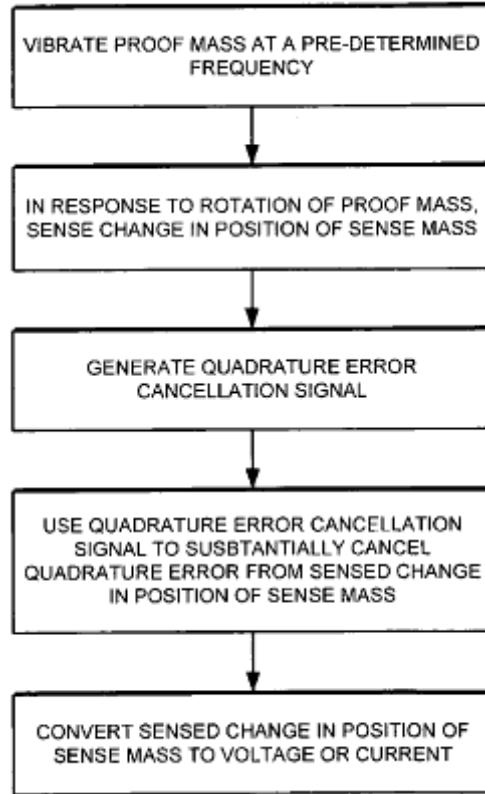 VIBRATE PROOF MASS AT A PRE-DETERMINED
FREQUENCY
IN RESPONSE TO ROTATION OF PROOF MASS,
SENSE CHANGE IN POSITION OF SENSE MASS
GENERATE QUADRATURE ERROR
CANCELLATION SIGNAL
USE QUADRATURE ERROR CANCELLATION
SIGNAL TO SUSBTANTIALLY CANCEL
QUADRATURE ERROR FROM SENSED CHANGE
IN POSITION OF SENSE MASS
CONVERT SENSED CHANGE IN POSITION OF
SENSE MASS TO VOLTAGE OR CURRENT